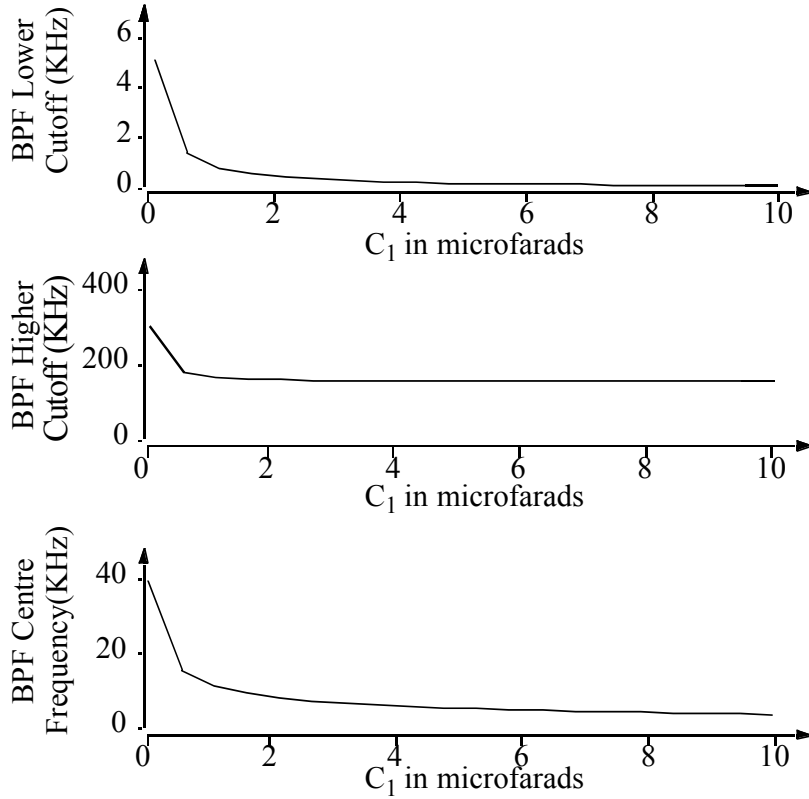 BPF Lower
Cutoff (KHz)
6
4
2
0
0 2 4 6 8 10
C1 in microfarads
BPF Higher
Cutoff (KHz)
400
200
0
0 2 4 6 8 10
C1 in microfarads
BPF Centre
Frequency(KHz)
40
20
0
0 2 4 6 8 10
C1 in microfarads